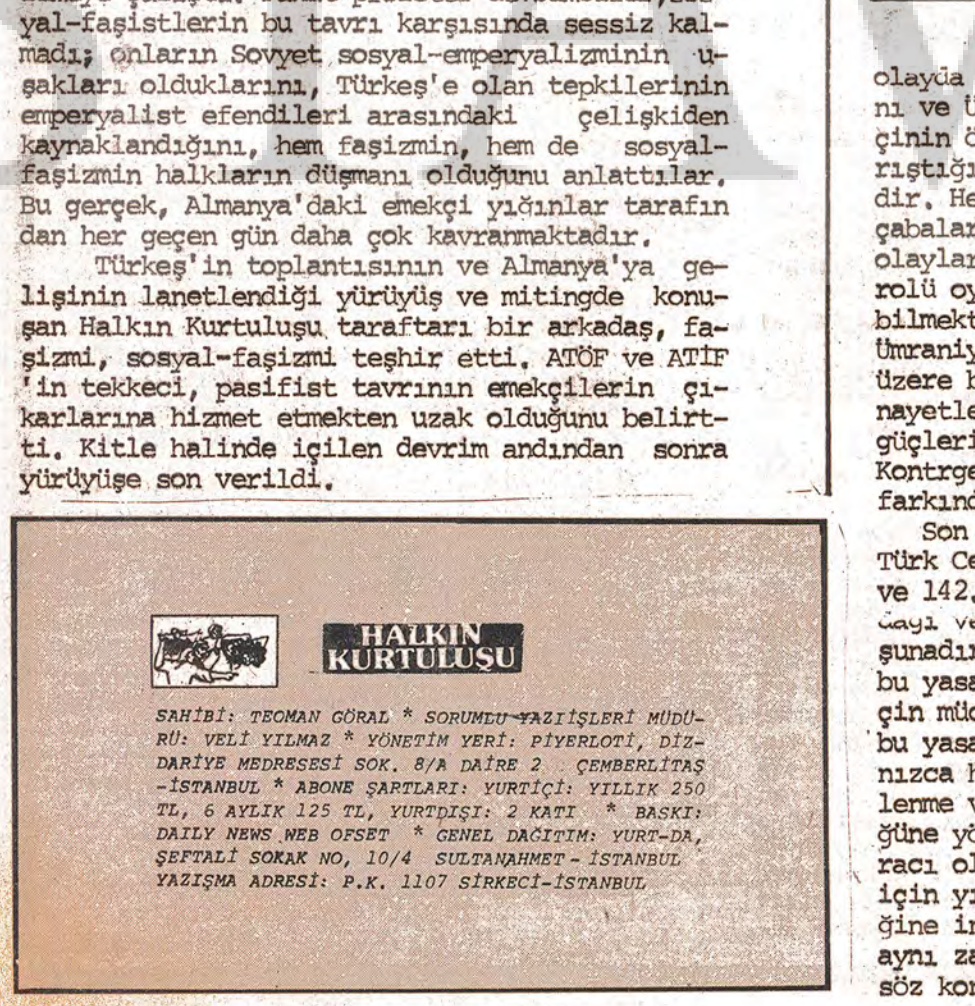 yal-faşistlerin bu tavrı karşısında sessiz kal-
madı; onların Sovyet sosyal-emperyalizminin u-
şakları olduklarını, Türkeş'e olan tepkilerinin
emperyalist efendileri arasındaki çelişkiden
kaynaklandığını, hem faşizmin, hem de sosyal-
faşizmin halkların düşmanı olduğunu anlattılar.
Bu gerçek, Almanya'daki emekçi yığınlar tarafın
dan her geçen gün daha çok kavranmaktadır.
Türkeş'in toplantısının ve Almanya'ya ge-
lişinin lanetlendiği yürüyüş ve mitingde konu-
şan Halkın Kurtuluşu taraftarı bir arkadaş, fa-
şizmi, sosyal-faşizmi teşhir etti. ATÖF ve ATİF
'in tekkeci, pasifist tavrının emekçilerin çı-
karlarına hizmet etmekten uzak olduğunu belirt-
ti. Kitle halinde içilen devrim andından sonra
yürüyüşe son verildi.
HALKIN
KURTULUŞU
SAHİBİ: TEOMAN GÖRAL * SORUMLU YAZIİŞLERİ MÜDÜ-
RÜ: VELİ YILMAZ * YÖNETİM YERİ: PİYERLOTİ, DİZ-
DARİYE MEDRESESİ SOK. 8/A DAİRE 2 ÇEMBERLİTAŞ
-İSTANBUL * ABONE ŞARTLARI: YURTİÇİ: YILLIK 250
TL, 6 AYLIK 125 TL, YURTDIŞI: 2 KATI * BASKI:
DAILY NEWS WEB OFSET * GENEL DAĞITIM: YURT-DA,
ŞEFTALİ SOKAK NO, 10/4 SULTANAHMET - İSTANBUL
YAZIŞMA ADRESİ: P.K. 1107 SİRKECİ-İSTANBUL
olayda
nı ve ü
çinin ö
rıştığı
dir. He
çabalar
olaylar
rolü oy
bilmekt
Ümraniy
üzere b
nayetle
güçleri
Kontrge
farkınd
Son
Türk Ce
ve 142.
dayı ve
şunadır
bu yasa
çin müc
bu yasa
nızca h
lenme v
ğüne yö
racı ol
için yı
ğine in
aynı za
söz kon